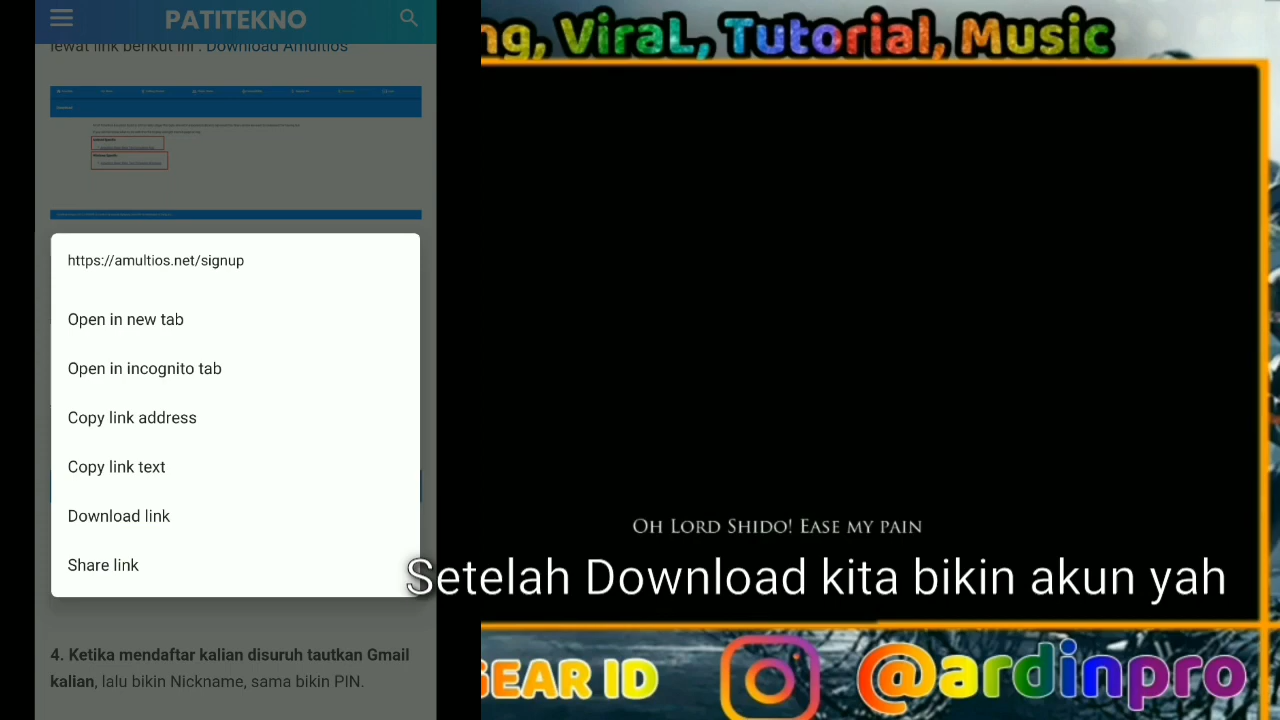 PATITEKNO
lewat link berikut ini : Download Amultios
https://amultios.net/signup
Open in new tab
Open in incognito tab
Copy link address
Copy link text
Download link
Share link
4. Ketika mendaftar kalian disuruh tautkan Gmail
kalian, lalu bikin Nickname, sama bikin PIN.
ng, ViraL, Tutorial, Music
OH LORD SHIDO! EASE MY PAIN
Setelah Download kita bikin akun yah
GEAR ID
@ardinpro